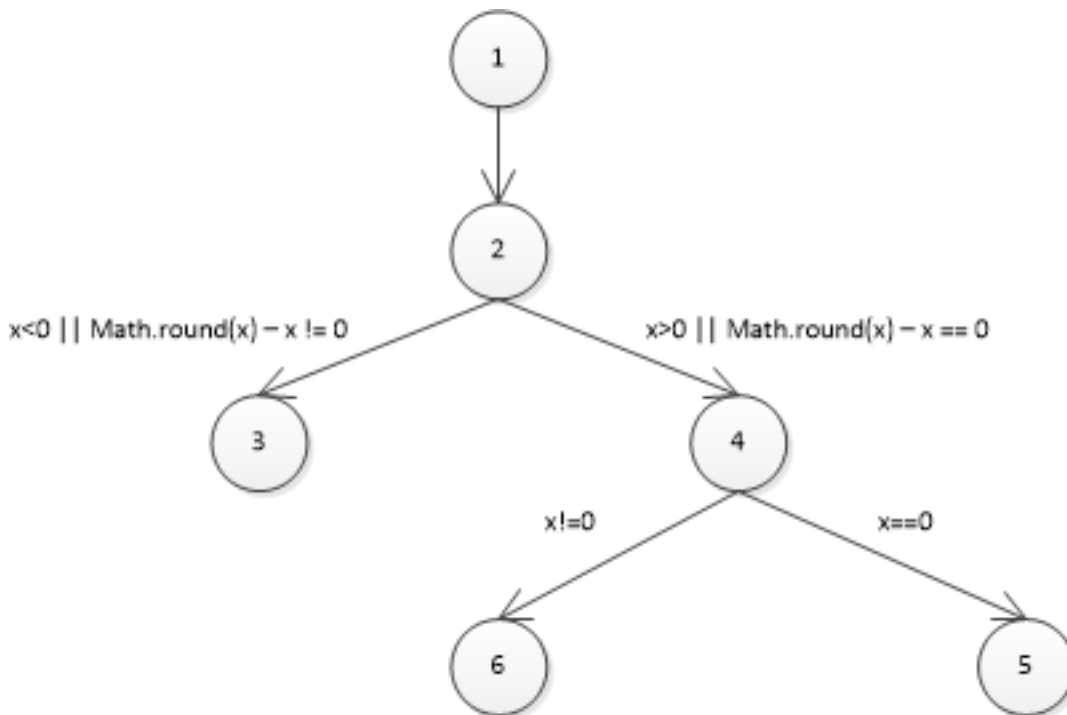 1
2
x<0 || Math.round(x) – x != 0
x>0 || Math.round(x) – x == 0
3
4
x!=0
x==0
6
5